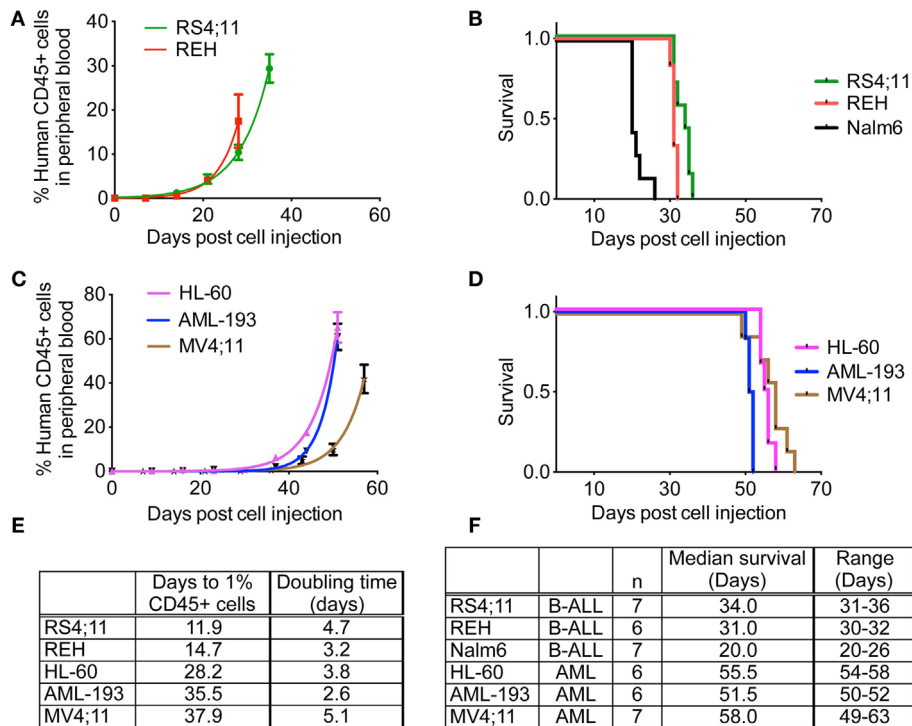 A
% Human CD45+ cells
in peripheral blood
40
30
20
10
0
RS4;11
REH
0 20 40 60
Days post cell injection
B
Survival
1.0
0.5
0.0
RS4;11
REH
Nalm6
10 30 50 70
Days post cell injection
C
% Human CD45+ cells
in peripheral blood
80
60
40
20
0
HL-60
AML-193
MV4;11
0 20 40 60
Days post cell injection
D
Survival
1.0
0.5
0.0
HL-60
AML-193
MV4;11
10 30 50 70
Days post cell injection
E
Days to 1% CD45+ cells Doubling time (days)
RS4;11 11.9 4.7
REH 14.7 3.2
HL-60 28.2 3.8
AML-193 35.5 2.6
MV4;11 37.9 5.1
F
n Median survival (Days) Range (Days)
RS4;11 B-ALL 7 34.0 31-36
REH B-ALL 6 31.0 30-32
Nalm6 B-ALL 7 20.0 20-26
HL-60 AML 6 55.5 54-58
AML-193 AML 6 51.5 50-52
MV4;11 AML 7 58.0 49-63